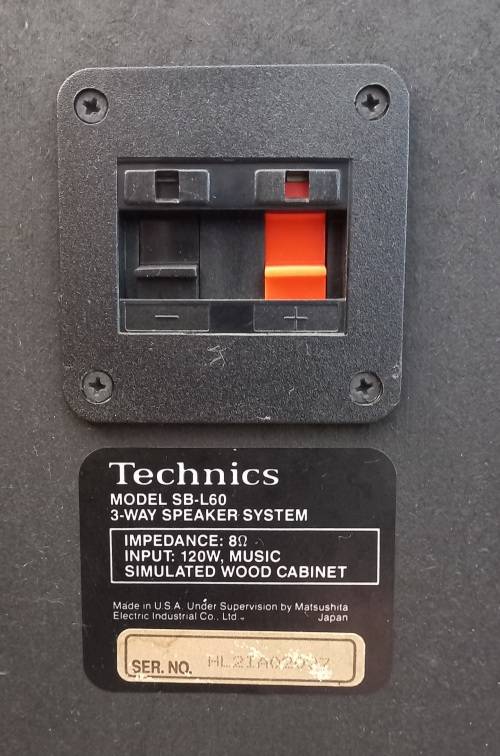 − +
Technics
MODEL SB-L60
3-WAY SPEAKER SYSTEM
IMPEDANCE: 8Ω
INPUT: 120W, MUSIC
SIMULATED WOOD CABINET
Made in U.S.A. Under Supervision by Matsushita
Electric Industrial Co., Ltd. Japan
SER. NO.